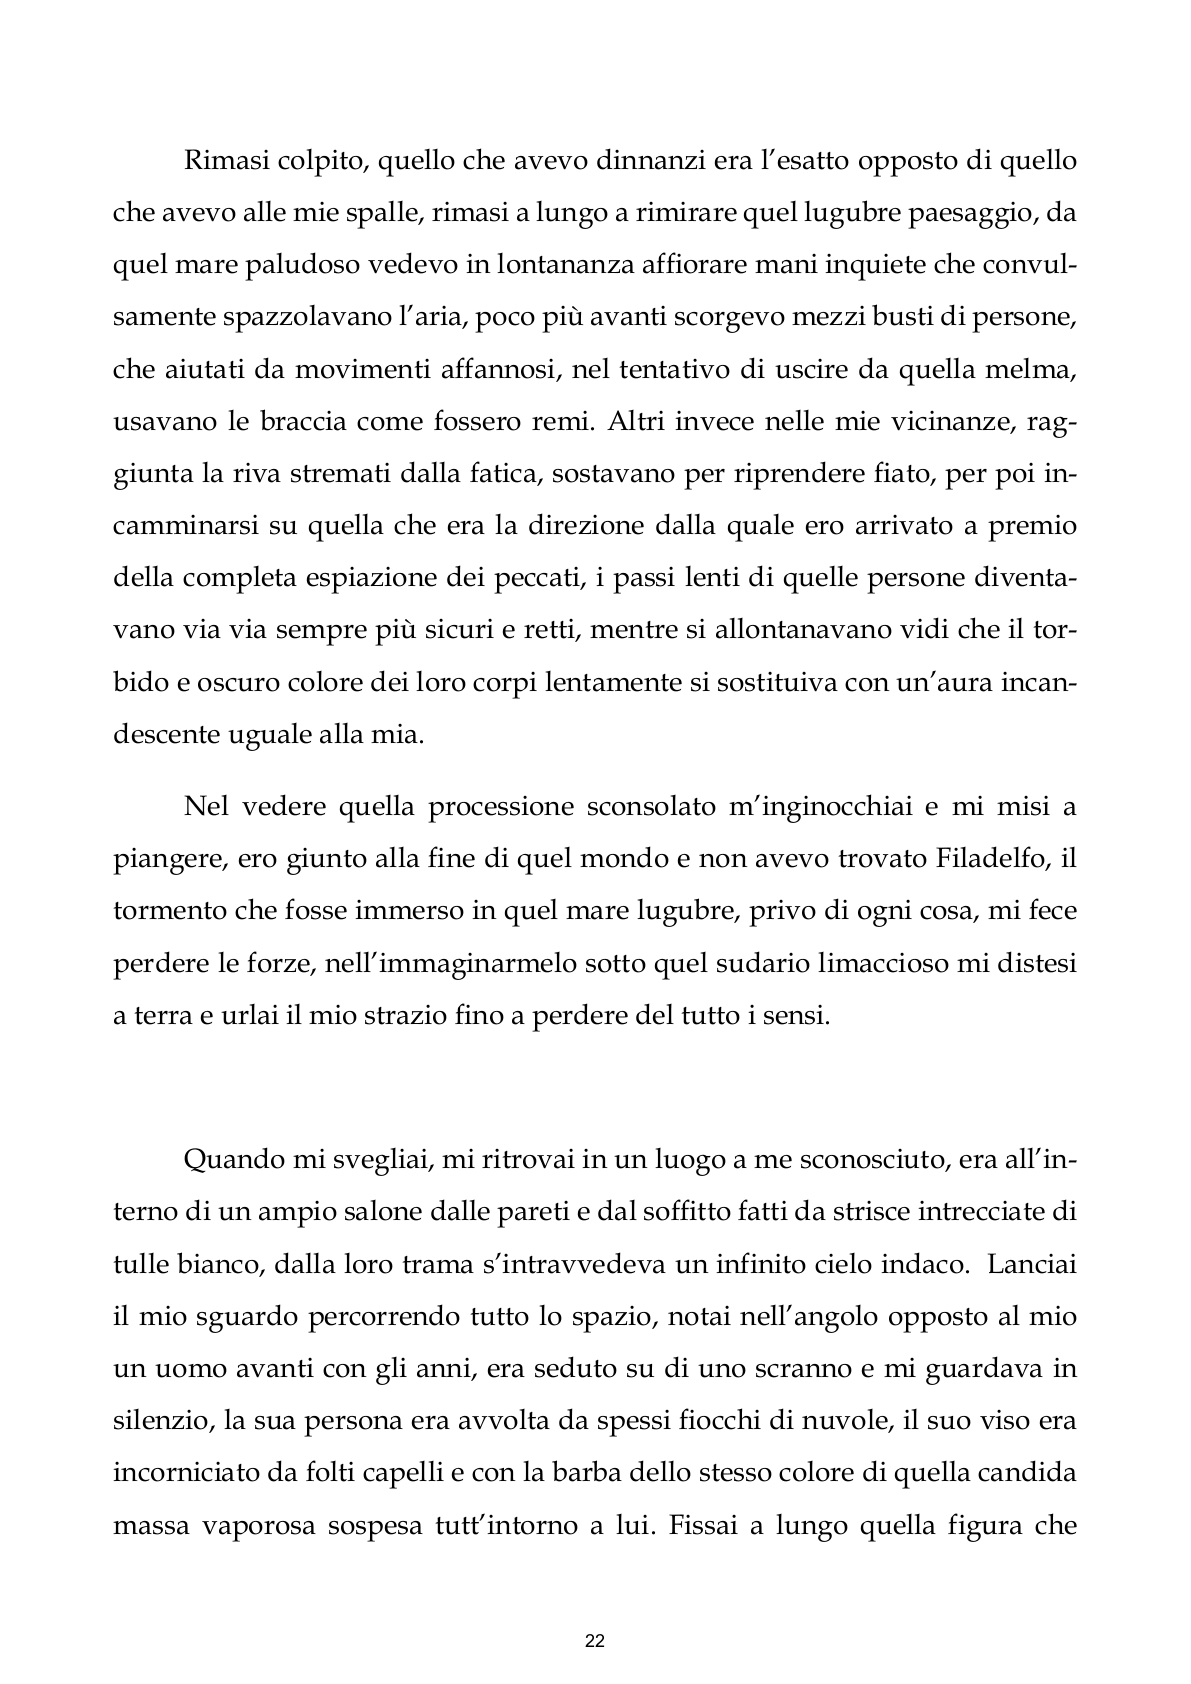 Rimasi colpito, quello che avevo dinnanzi era l’esatto opposto di quello
che avevo alle mie spalle, rimasi a lungo a rimirare quel lugubre paesaggio, da
quel mare paludoso vedevo in lontananza affiorare mani inquiete che convul-
samente spazzolavano l’aria, poco più avanti scorgevo mezzi busti di persone,
che aiutati da movimenti affannosi, nel tentativo di uscire da quella melma,
usavano le braccia come fossero remi. Altri invece nelle mie vicinanze, rag-
giunta la riva stremati dalla fatica, sostavano per riprendere fiato, per poi in-
camminarsi su quella che era la direzione dalla quale ero arrivato a premio
della completa espiazione dei peccati, i passi lenti di quelle persone diventa-
vano via via sempre più sicuri e retti, mentre si allontanavano vidi che il tor-
bido e oscuro colore dei loro corpi lentamente si sostituiva con un’aura incan-
descente uguale alla mia.
Nel vedere quella processione sconsolato m’inginocchiai e mi misi a
piangere, ero giunto alla fine di quel mondo e non avevo trovato Filadelfo, il
tormento che fosse immerso in quel mare lugubre, privo di ogni cosa, mi fece
perdere le forze, nell’immaginarmelo sotto quel sudario limaccioso mi distesi
a terra e urlai il mio strazio fino a perdere del tutto i sensi.
Quando mi svegliai, mi ritrovai in un luogo a me sconosciuto, era all’in-
terno di un ampio salone dalle pareti e dal soffitto fatti da strisce intrecciate di
tulle bianco, dalla loro trama s’intravvedeva un infinito cielo indaco.  Lanciai
il mio sguardo percorrendo tutto lo spazio, notai nell’angolo opposto al mio
un uomo avanti con gli anni, era seduto su di uno scranno e mi guardava in
silenzio, la sua persona era avvolta da spessi fiocchi di nuvole, il suo viso era
incorniciato da folti capelli e con la barba dello stesso colore di quella candida
massa vaporosa sospesa tutt’intorno a lui. Fissai a lungo quella figura che
22